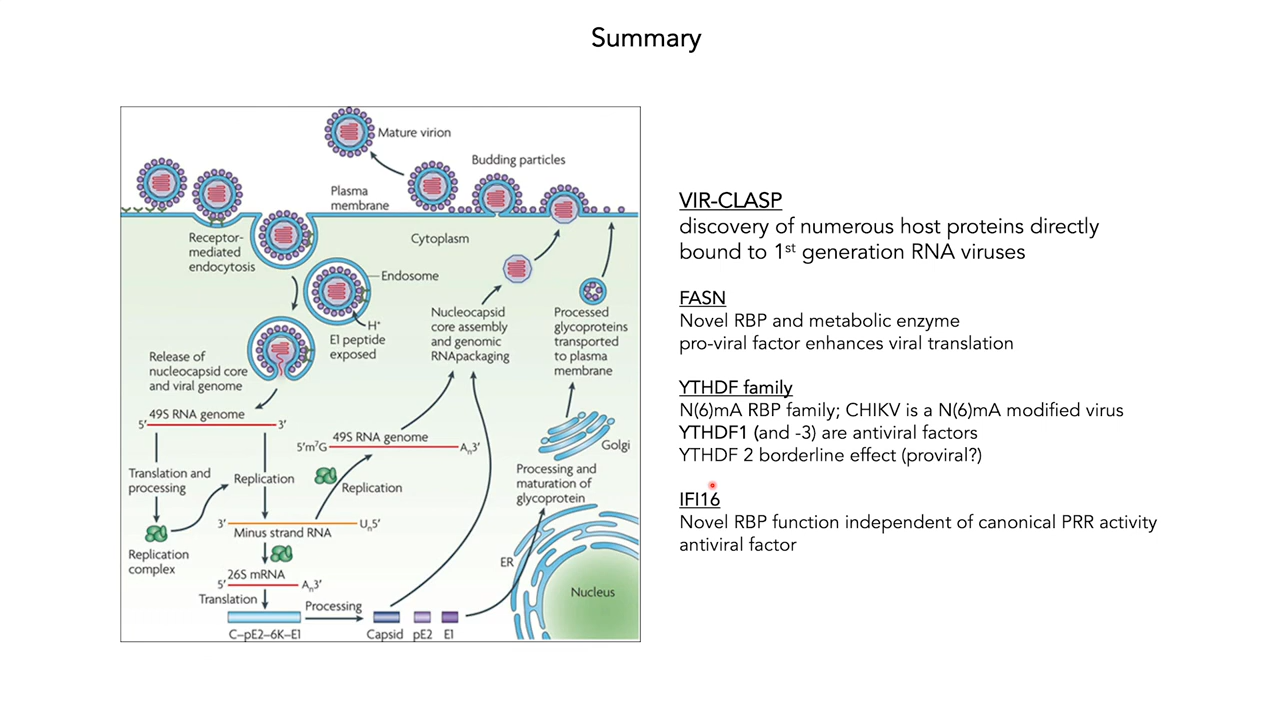 Summary
Mature virion
Budding particles
Plasma
membrane
Receptor-
mediated
endocytosis
Cytoplasm
Endosome
H⁺
E1 peptide
exposed
Nucleocapsid
core assembly
and genomic
RNApackaging
Processed
glycoproteins
transported
to plasma
membrane
Release of
nucleocapsid core
and viral genome
49S RNA genome
5′ 3′
49S RNA genome
5′m⁷G Aₙ3′
Golgi
Translation and
processing
Replication
Replication
Processing and
maturation of
glycoprotein
3′ Uₙ5′
Minus strand RNA
Replication
complex
26S mRNA
5′ Aₙ3′
ER
Nucleus
Translation
Processing
C–pE2–6K–E1
Capsid pE2 E1
VIR-CLASP
discovery of numerous host proteins directly
bound to 1st generation RNA viruses
FASN
Novel RBP and metabolic enzyme
pro-viral factor enhances viral translation
YTHDF family
N(6)mA RBP family; CHIKV is a N(6)mA modified virus
YTHDF1 (and -3) are antiviral factors
YTHDF 2 borderline effect (proviral?)
IFI16
Novel RBP function independent of canonical PRR activity
antiviral factor